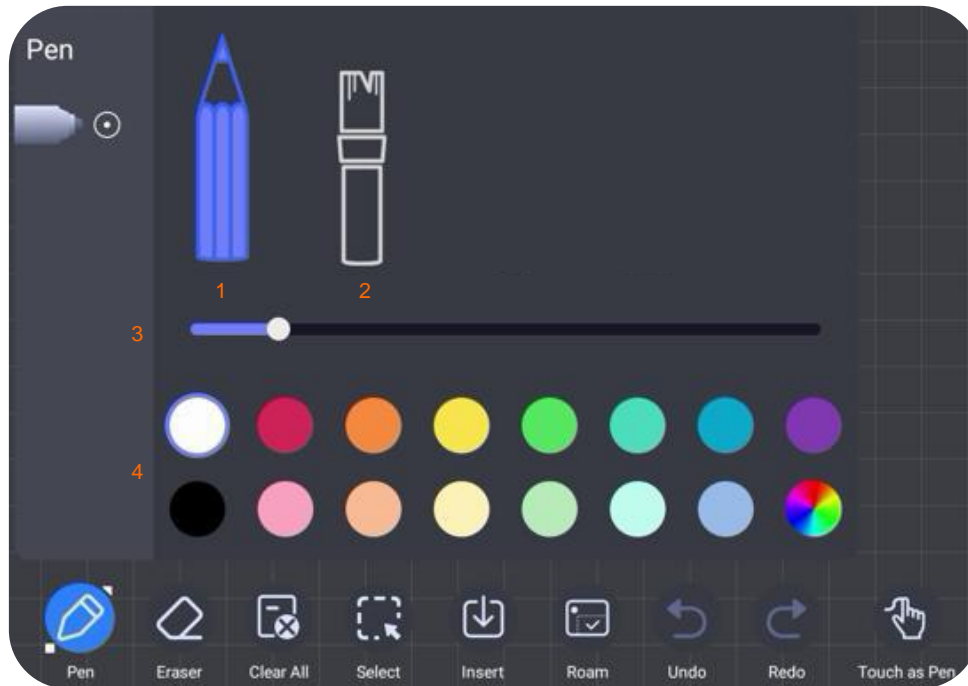 Pen
1
2
3
4
Pen
Eraser
Clear All
Select
Insert
Roam
Undo
Redo
Touch as Pen